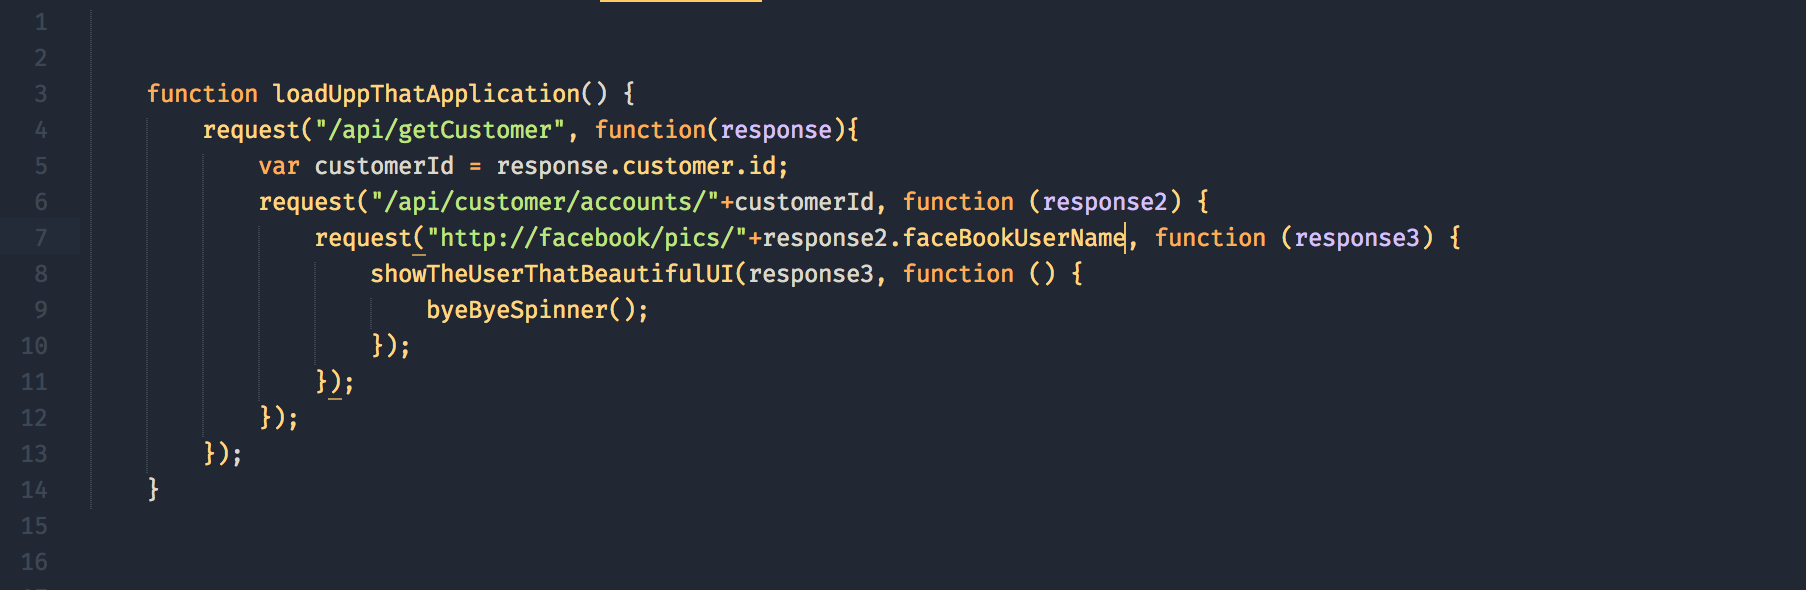 1
2
3 function loadUppThatApplication() {
4 request("/api/getCustomer", function(response){
5 var customerId = response.customer.id;
6 request("/api/customer/accounts/"+customerId, function (response2) {
7 request("http://facebook/pics/"+response2.faceBookUserName, function (response3) {
8 showTheUserThatBeautifulUI(response3, function () {
9 byeByeSpinner();
10 });
11 });
12 });
13 });
14 }
15
16